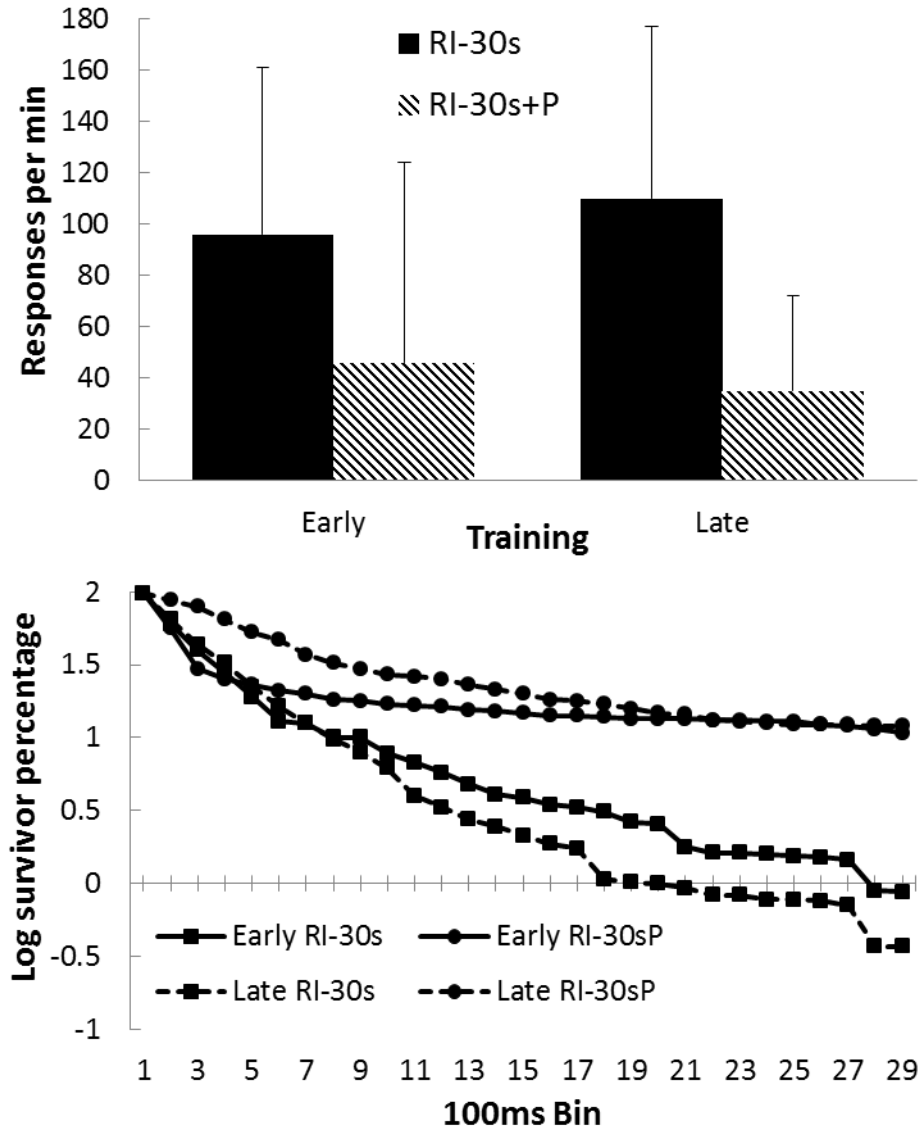 Responses per min
180
160
140
120
100
80
60
40
20
0
RI-30s
RI-30s+P
Early
Late
Training
Log survivor percentage
2
1.5
1
0.5
0
-0.5
-1
Early RI-30s
Early RI-30sP
Late RI-30s
Late RI-30sP
1 3 5 7 9 11 13 15 17 19 21 23 25 27 29
100ms Bin